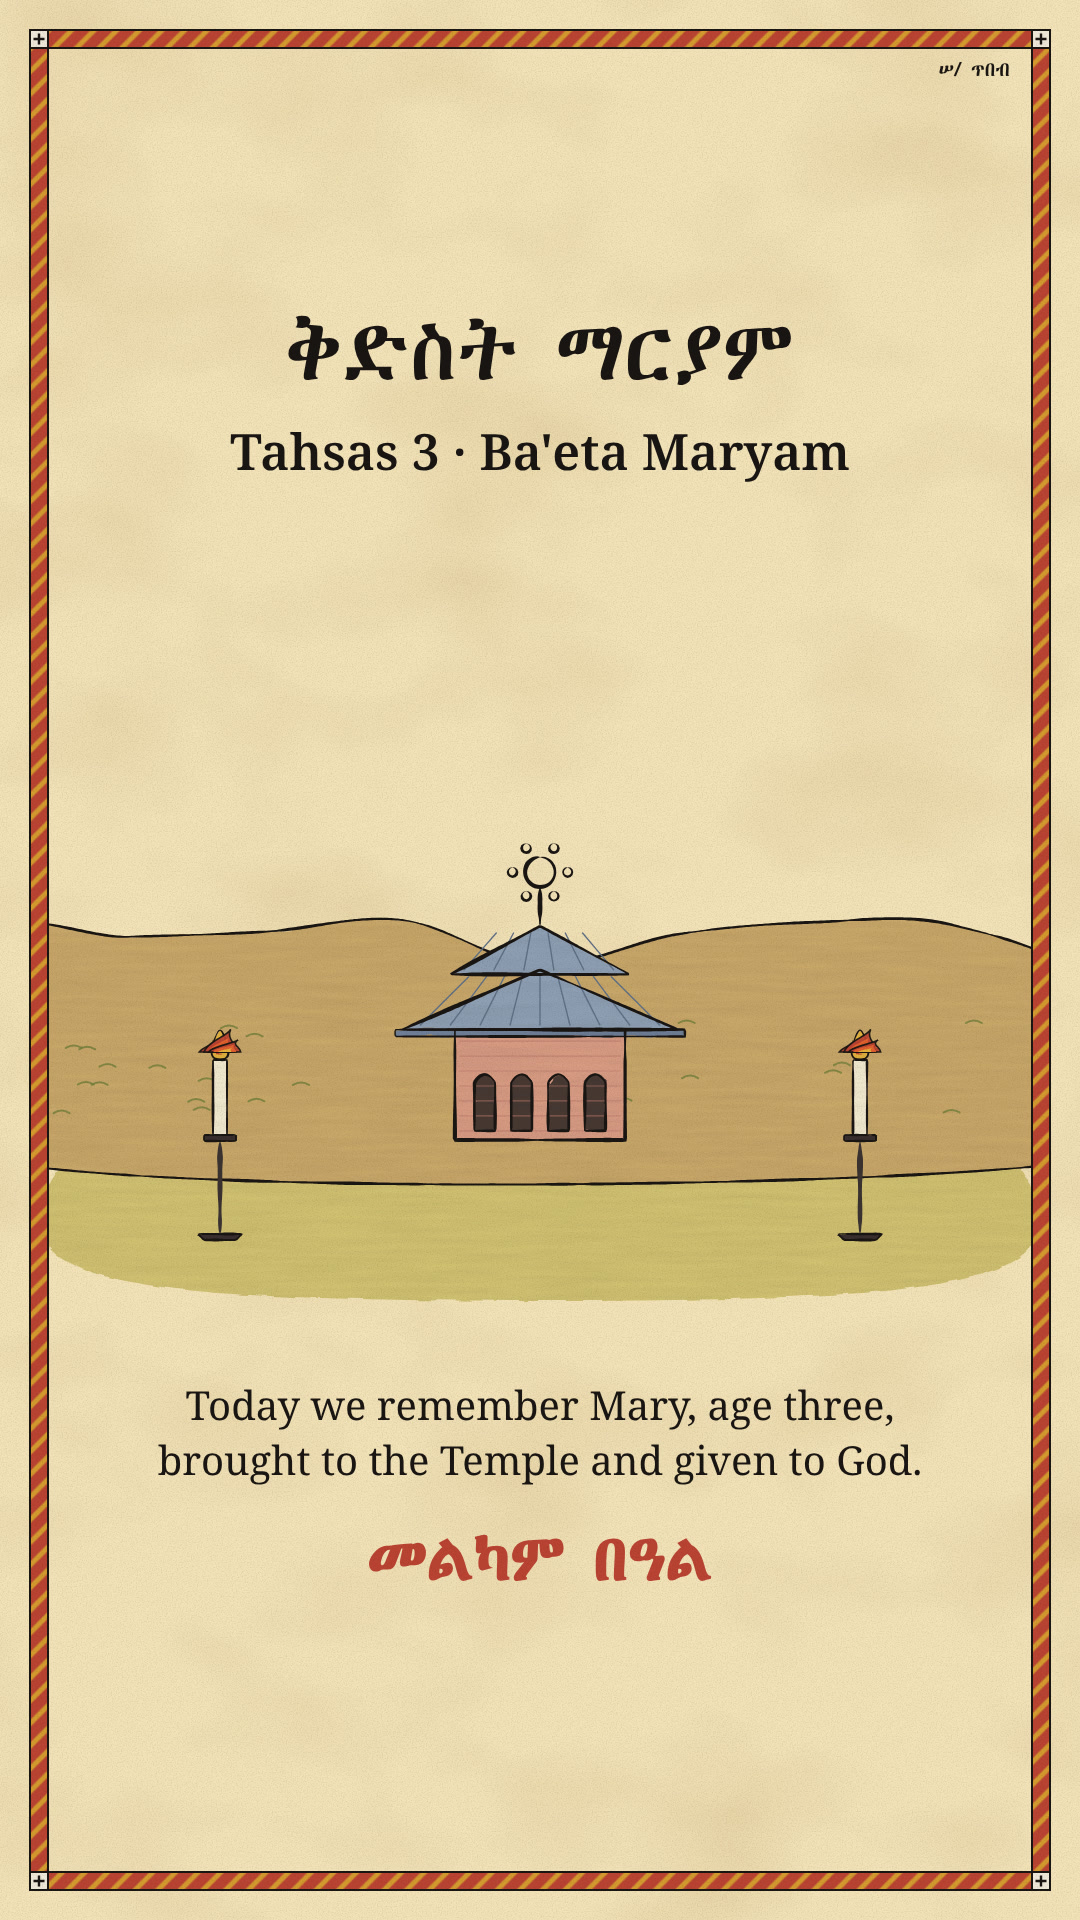 ሠ/ ጥበብ
ቅድስት ማርያም
Tahsas 3 · Ba'eta Maryam
Today we remember Mary, age three,
brought to the Temple and given to God.
መልካም በዓል